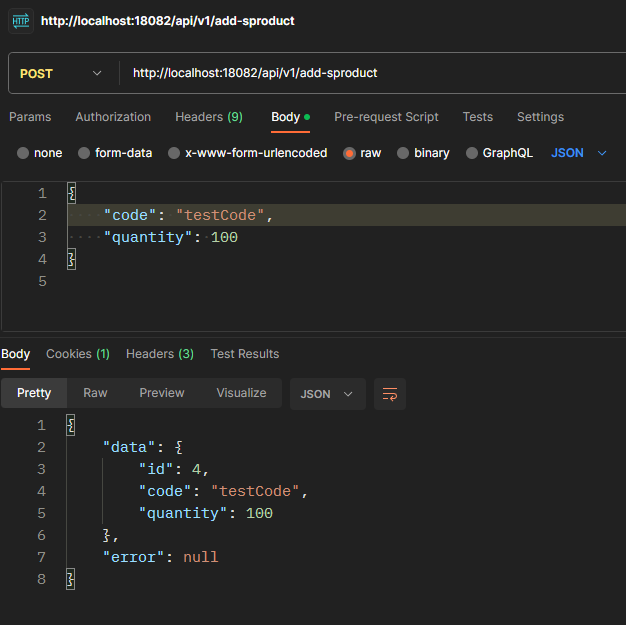 HTTP http://localhost:18082/api/v1/add-sproduct
POST http://localhost:18082/api/v1/add-sproduct
Params Authorization Headers (9) Body Pre-request Script Tests Settings
none form-data x-www-form-urlencoded raw binary GraphQL JSON
1 {
2 "code": "testCode",
3 "quantity": 100
4 }
5
Body Cookies (1) Headers (3) Test Results
Pretty Raw Preview Visualize JSON
1 {
2 "data": {
3 "id": 4,
4 "code": "testCode",
5 "quantity": 100
6 },
7 "error": null
8 }